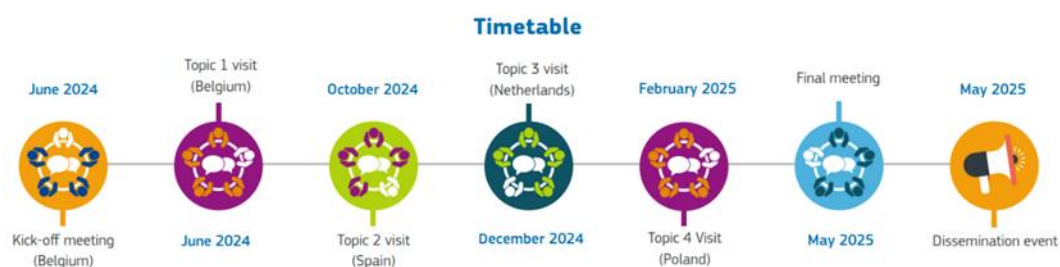 Timetable
June 2024
Kick-off meeting
(Belgium)
Topic 1 visit
(Belgium)
June 2024
October 2024
Topic 2 visit
(Spain)
Topic 3 visit
(Netherlands)
December 2024
February 2025
Topic 4 Visit
(Poland)
Final meeting
May 2025
May 2025
Dissemination event